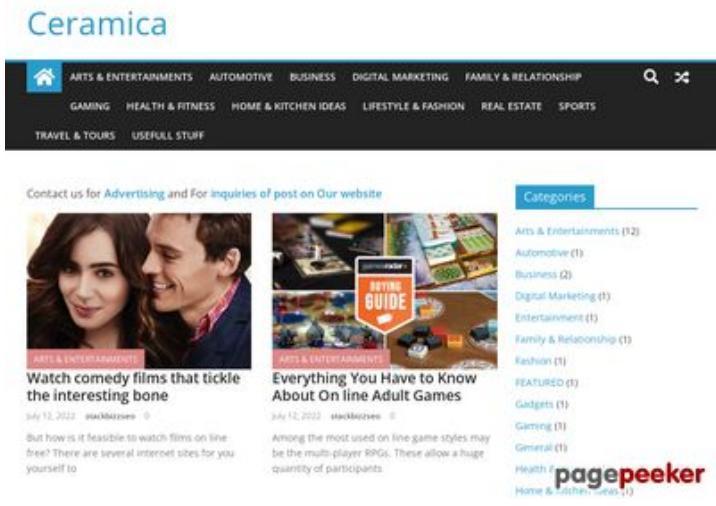 Ceramica
ARTS & ENTERTAINMENTS AUTOMOTIVE BUSINESS DIGITAL MARKETING FAMILY & RELATIONSHIP
GAMING HEALTH & FITNESS HOME & KITCHEN IDEAS LIFESTYLE & FASHION REAL ESTATE SPORTS
TRAVEL & TOURS USEFULL STUFF
Contact us for Advertising and For inquiries of post on Our website
gamesradar+
BUYING
GUIDE
ARTS & ENTERTAINMENTS
Watch comedy films that tickle
the interesting bone
July 12, 2022 stackbizzseo 0
But how is it feasible to watch films on line
free? There are several internet sites for you
yourself to
ARTS & ENTERTAINMENTS
Everything You Have to Know
About On line Adult Games
July 12, 2022 stackbizzseo 0
Among the most used on line game styles may
be the multi-player RPGs. These allow a huge
quantity of participants
Categories
Arts & Entertainments (12)
Automotive (1)
Business (2)
Digital Marketing (1)
Entertainment (1)
Family & Relationship (1)
Fashion (1)
FEATURED (1)
Gadgets (1)
Gaming (1)
General (1)
Health
Home & Kitchen Ideas (1)
pagepeeker